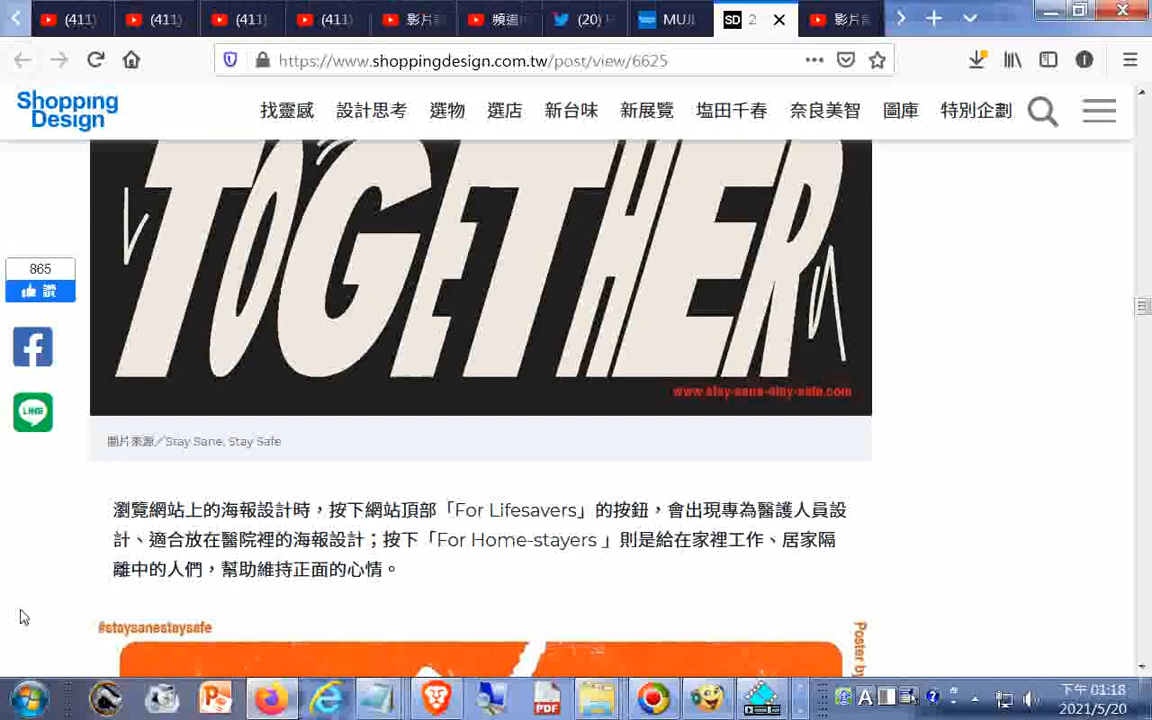 (411)
(411)
(411)
(411)
影片
頻道
(20)
MUJI
SD 2
影片
https://www.shoppingdesign.com.tw/post/view/6625
Shopping
Design
找靈感 設計思考 選物 選店 新台味 新展覽 塩田千春 奈良美智 圖庫 特別企劃
TOGETHER
www.stay-sane-stay-safe.com
865
讚
LINE
圖片來源／Stay Sane, Stay Safe
瀏覽網站上的海報設計時，按下網站頂部「For Lifesavers」的按鈕，會出現專為醫護人員設
計、適合放在醫院裡的海報設計；按下「For Home-stayers 」則是給在家裡工作、居家隔
離中的人們，幫助維持正面的心情。
#staysanestaysafe
Poster by
PDF
A
下午 01:18
2021/5/20